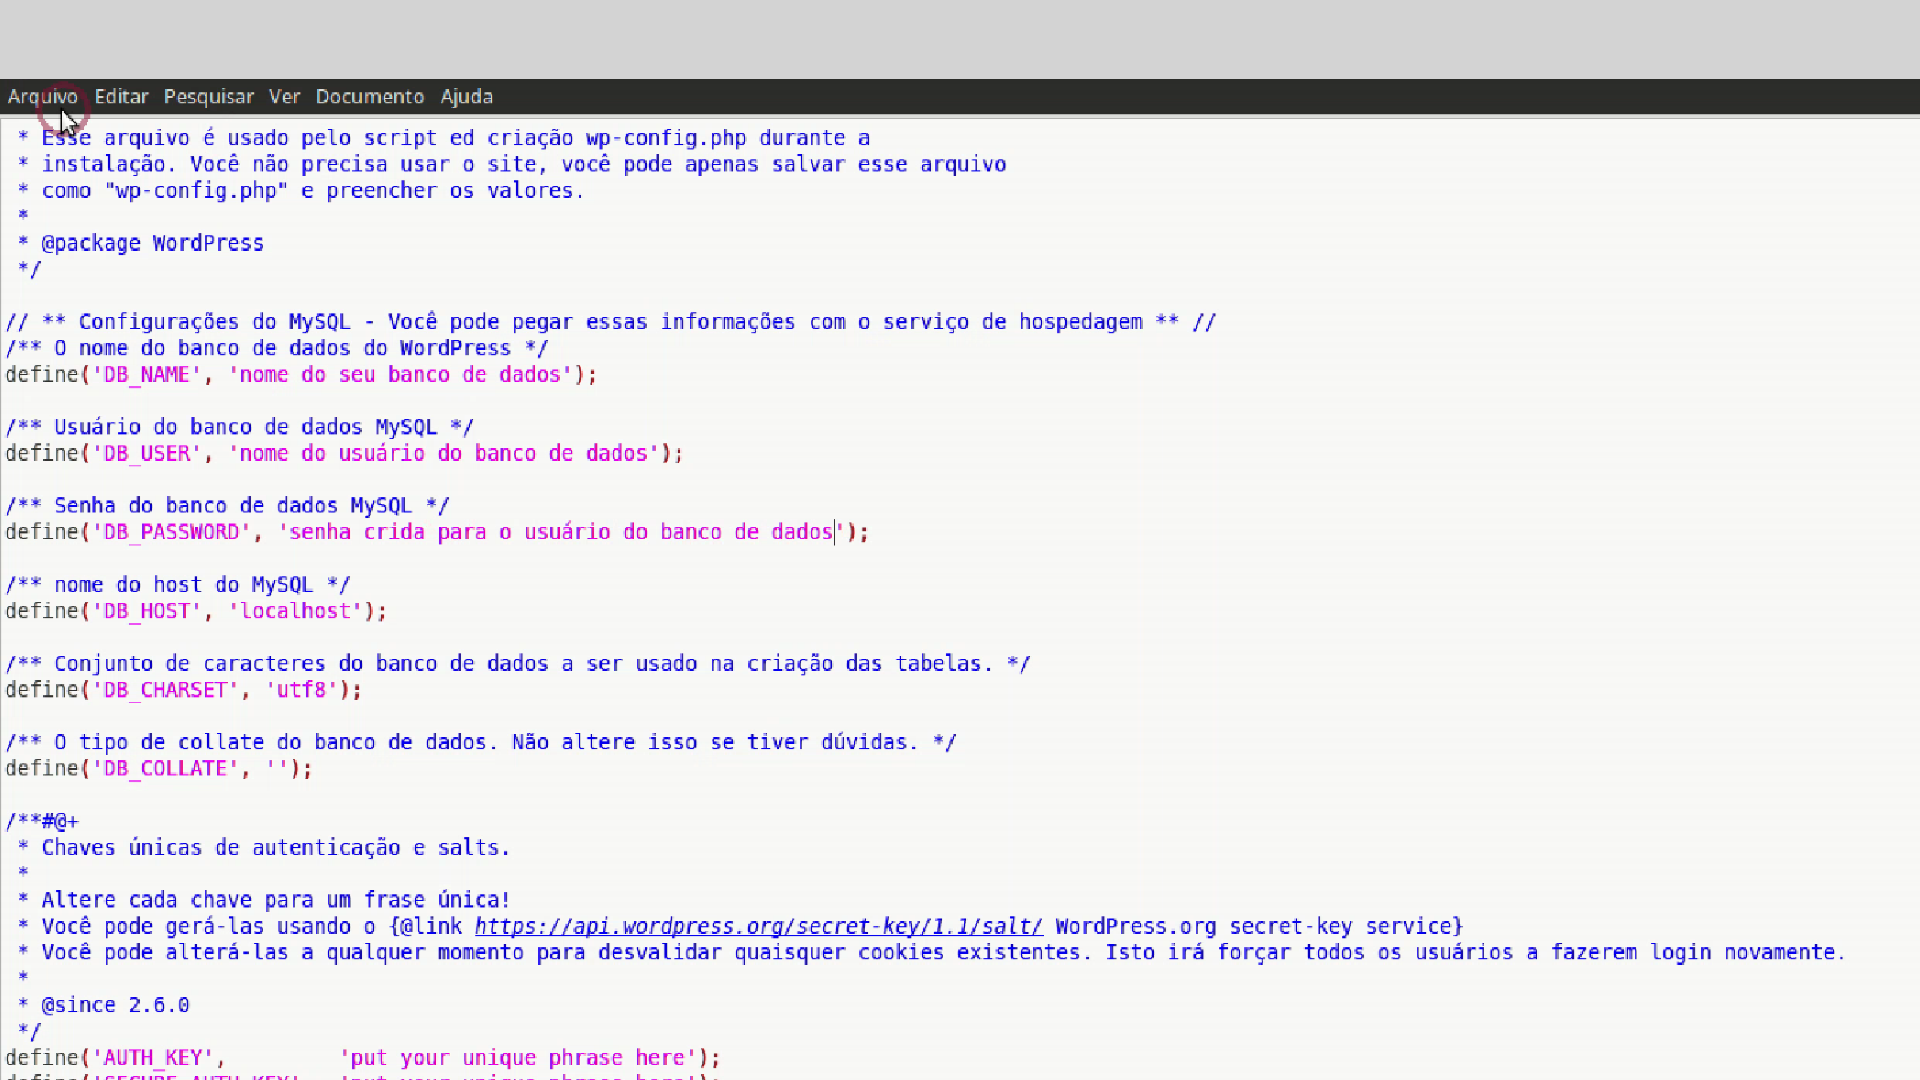 Arquivo Editar Pesquisar Ver Documento Ajuda
* Esse arquivo é usado pelo script ed criação wp-config.php durante a
* instalação. Você não precisa usar o site, você pode apenas salvar esse arquivo
* como "wp-config.php" e preencher os valores.
*
* @package WordPress
*/
// ** Configurações do MySQL - Você pode pegar essas informações com o serviço de hospedagem ** //
/** O nome do banco de dados do WordPress */
define('DB_NAME', 'nome do seu banco de dados');
/** Usuário do banco de dados MySQL */
define('DB_USER', 'nome do usuário do banco de dados');
/** Senha do banco de dados MySQL */
define('DB_PASSWORD', 'senha crida para o usuário do banco de dados');
/** nome do host do MySQL */
define('DB_HOST', 'localhost');
/** Conjunto de caracteres do banco de dados a ser usado na criação das tabelas. */
define('DB_CHARSET', 'utf8');
/** O tipo de collate do banco de dados. Não altere isso se tiver dúvidas. */
define('DB_COLLATE', '');
/**#@+
* Chaves únicas de autenticação e salts.
*
* Altere cada chave para um frase única!
* Você pode gerá-las usando o {@link https://api.wordpress.org/secret-key/1.1/salt/ WordPress.org secret-key service}
* Você pode alterá-las a qualquer momento para desvalidar quaisquer cookies existentes. Isto irá forçar todos os usuários a fazerem login novamente.
*
* @since 2.6.0
*/
define('AUTH_KEY', 'put your unique phrase here');
define('SECURE_AUTH_KEY', 'put your unique phrase here');